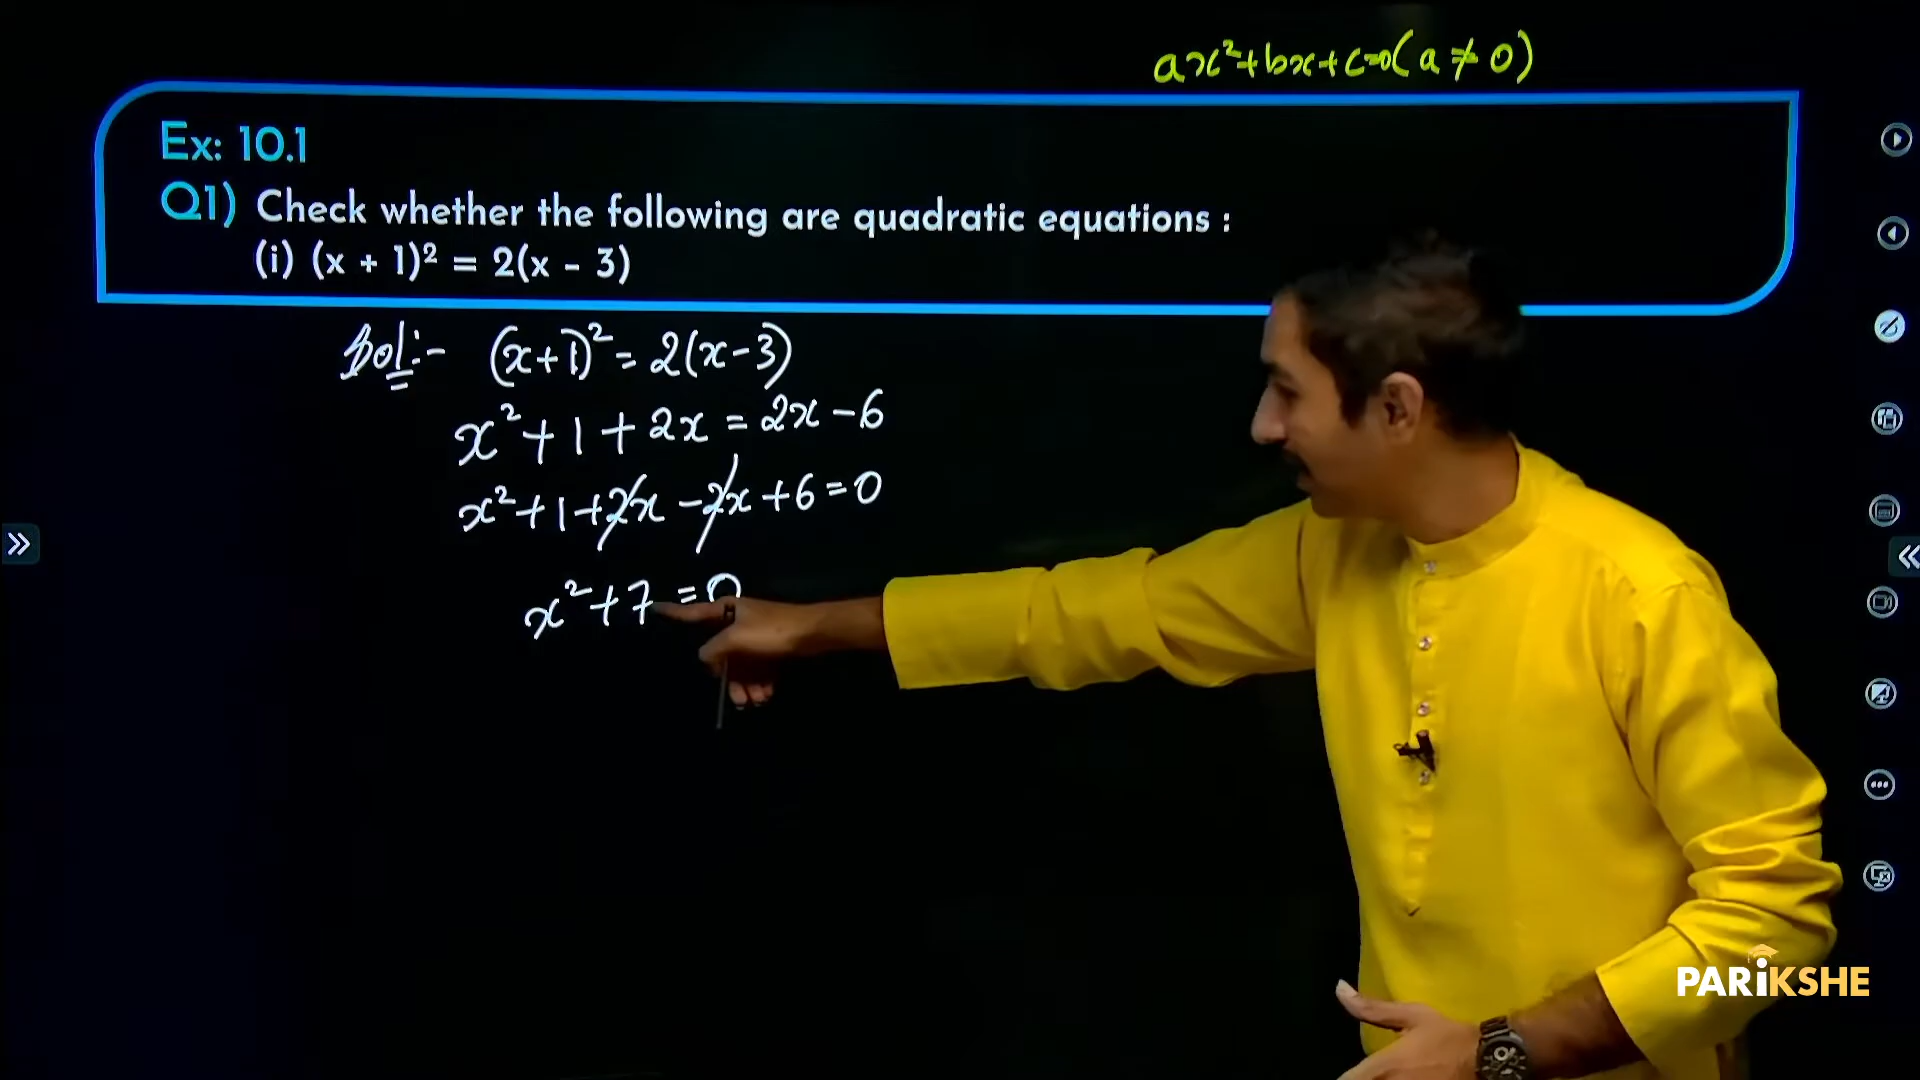 ax²+bx+c=0 (a ≠ 0)
Ex: 10.1
Q1) Check whether the following are quadratic equations :
(i) (x + 1)² = 2(x - 3)
Sol:- (x+1)² = 2(x-3)
x² + 1 + 2x = 2x - 6
x² + 1 + 2x - 2x + 6 = 0
x² + 7 = 0
PARiKSHE